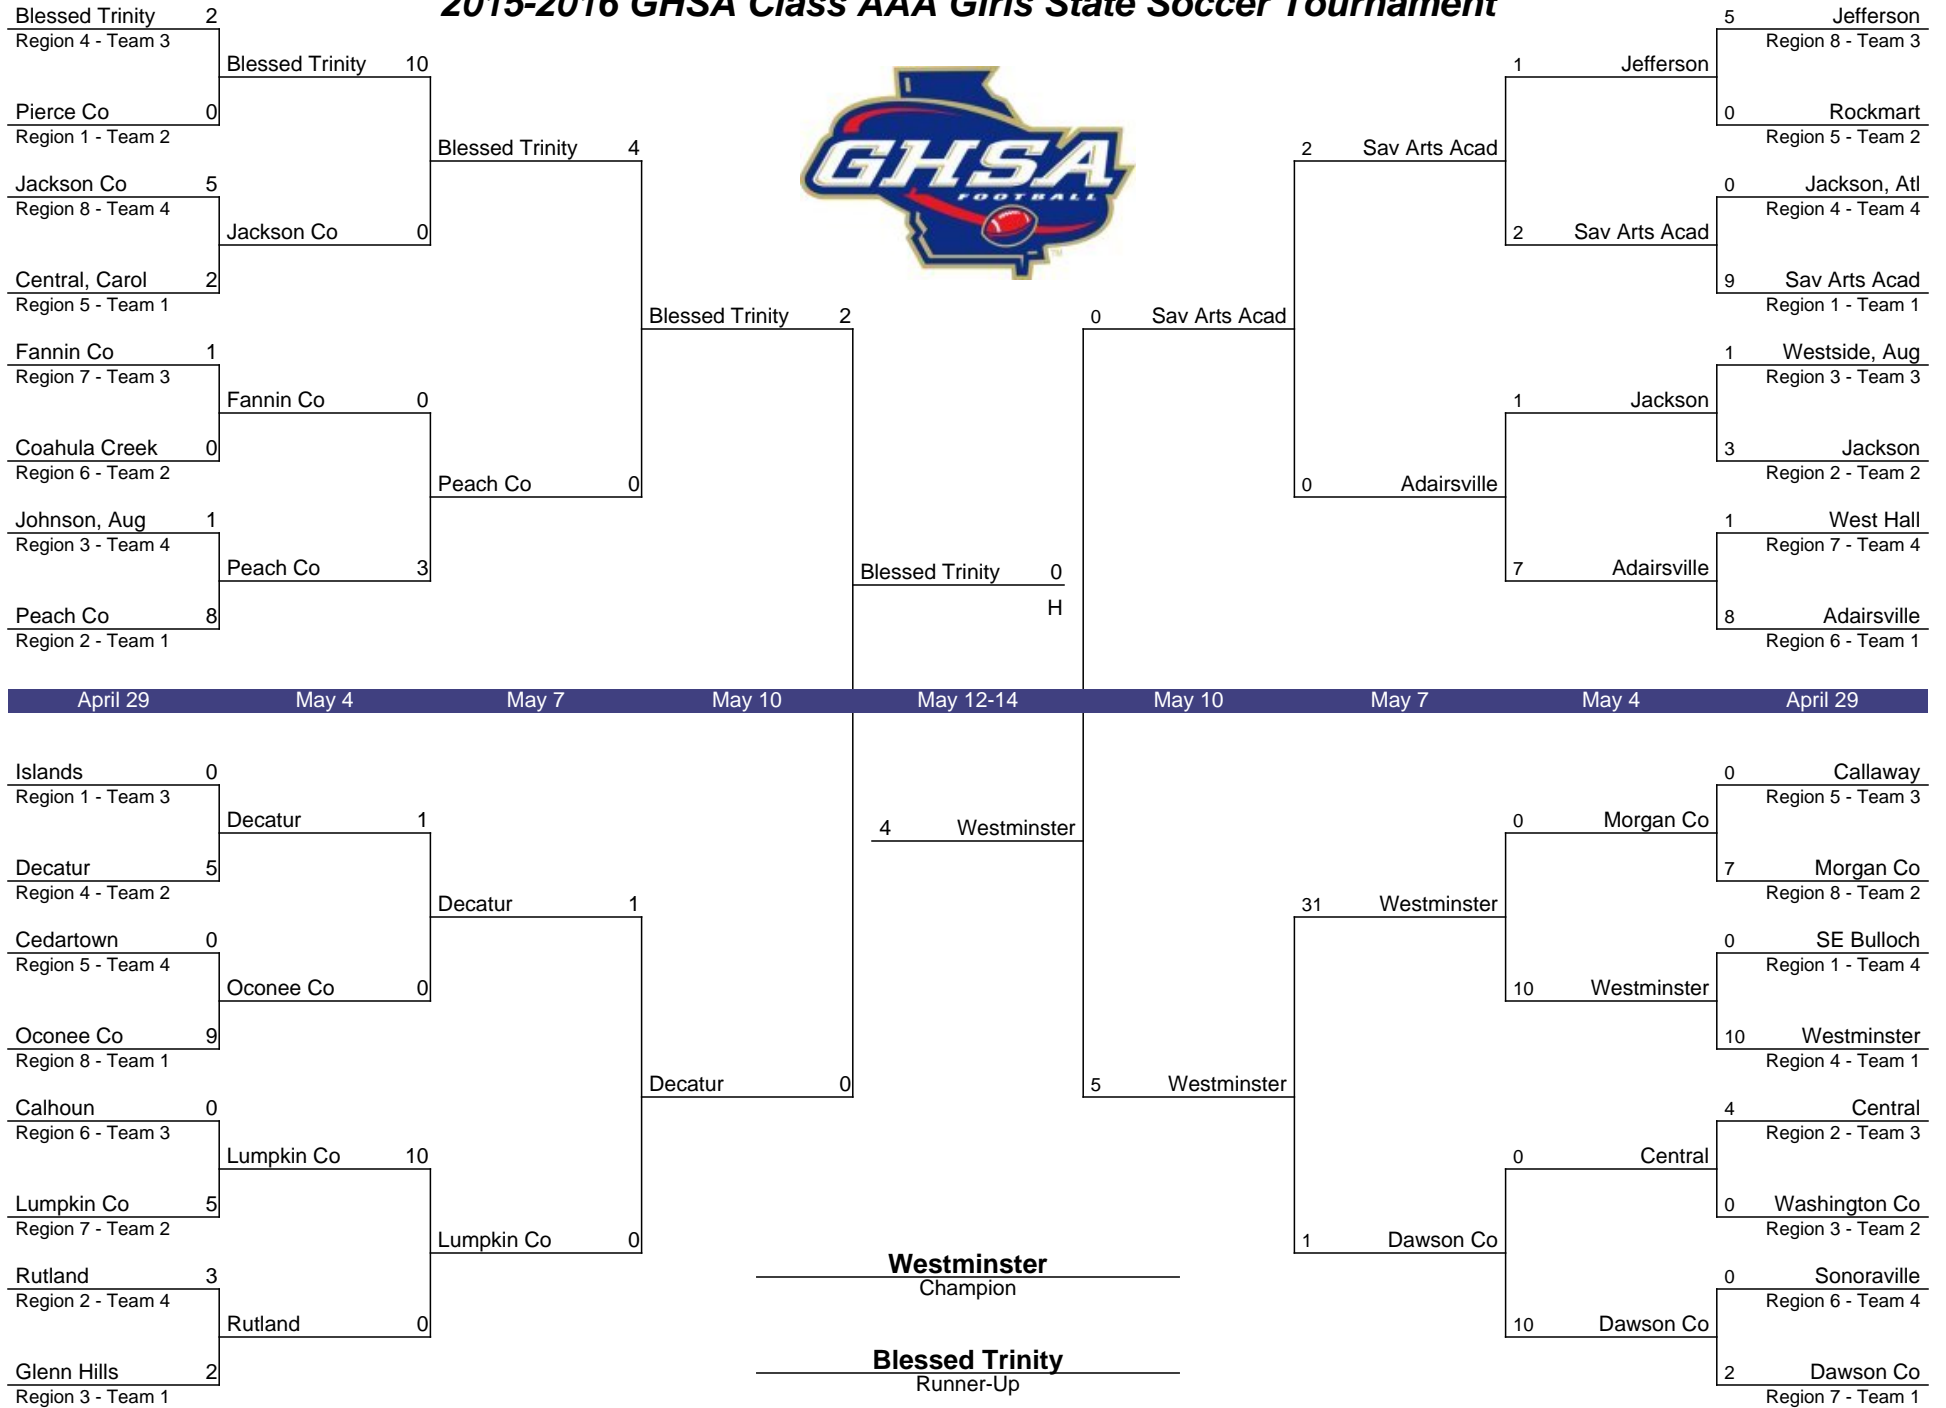 2015-2016 GHSA Class AAA Girls State Soccer Tournament
Blessed Trinity 2
Region 4 - Team 3
Blessed Trinity 10
Pierce Co 0
Region 1 - Team 2
Blessed Trinity 4
Jackson Co 5
Region 8 - Team 4
Jackson Co 0
Central, Carol 2
Region 5 - Team 1
Blessed Trinity 2
Fannin Co 1
Region 7 - Team 3
Fannin Co 0
Coahula Creek 0
Region 6 - Team 2
Peach Co 0
Johnson, Aug 1
Region 3 - Team 4
Peach Co 3
Peach Co 8
Region 2 - Team 1
Blessed Trinity 0
H
GHSA
FOOTBALL
TM
5 Jefferson
Region 8 - Team 3
1 Jefferson
0 Rockmart
Region 5 - Team 2
2 Sav Arts Acad
0 Jackson, Atl
Region 4 - Team 4
2 Sav Arts Acad
9 Sav Arts Acad
Region 1 - Team 1
0 Sav Arts Acad
1 Westside, Aug
Region 3 - Team 3
1 Jackson
3 Jackson
Region 2 - Team 2
0 Adairsville
1 West Hall
Region 7 - Team 4
7 Adairsville
8 Adairsville
Region 6 - Team 1
April 29 May 4 May 7 May 10 May 12-14 May 10 May 7 May 4 April 29
Islands 0
Region 1 - Team 3
Decatur 1
Decatur 5
Region 4 - Team 2
Decatur 1
Cedartown 0
Region 5 - Team 4
Oconee Co 0
Oconee Co 9
Region 8 - Team 1
Decatur 0
Calhoun 0
Region 6 - Team 3
Lumpkin Co 10
Lumpkin Co 5
Region 7 - Team 2
Lumpkin Co 0
Rutland 3
Region 2 - Team 4
Rutland 0
Glenn Hills 2
Region 3 - Team 1
4 Westminster
0 Callaway
Region 5 - Team 3
0 Morgan Co
7 Morgan Co
Region 8 - Team 2
31 Westminster
0 SE Bulloch
Region 1 - Team 4
10 Westminster
10 Westminster
Region 4 - Team 1
5 Westminster
4 Central
Region 2 - Team 3
0 Central
0 Washington Co
Region 3 - Team 2
1 Dawson Co
0 Sonoraville
Region 6 - Team 4
10 Dawson Co
2 Dawson Co
Region 7 - Team 1
Westminster
Champion
Blessed Trinity
Runner-Up